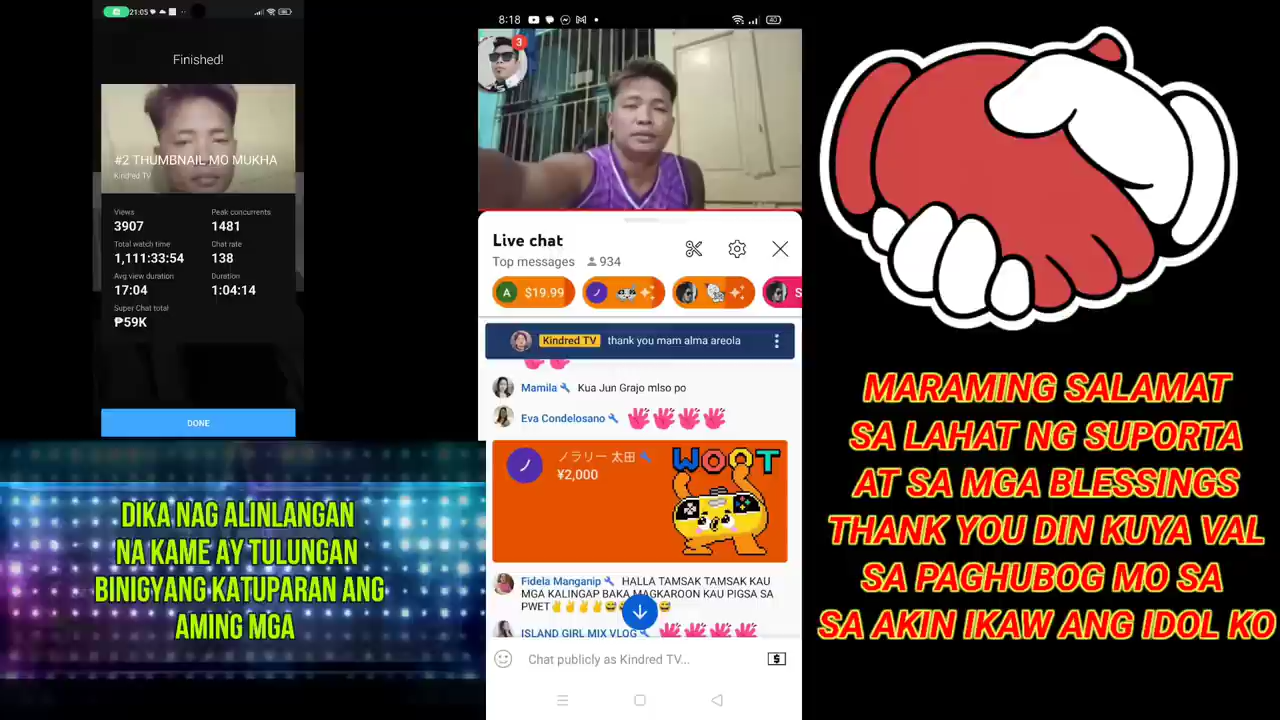 21:05
Finished!
#2 THUMBNAIL MO MUKHA
Kindred TV
Views
Peak concurrents
3907
1481
Total watch time
Chat rate
1,111:33:54
138
Avg view duration
Duration
17:04
1:04:14
Super Chat total
₱59K
DONE
DIKA NAG ALINLANGAN
NA KAME AY TULUNGAN
BINIGYANG KATUPARAN ANG
AMING MGA
8:18
3
Live chat
Top messages 934
A $19.99
ノ
S
Kindred TV thank you mam alma areola
Mamila Kua Jun Grajo mlso po
Eva Condelosano
ノ ノラリー 太田
¥2,000
WOOT
Fidela Manganip HALLA TAMSAK TAMSAK KAU
MGA KALINGAP BAKA MAGKAROON KAU PIGSA SA
PWET✌✌✌✌😅😅😅
ISLAND GIRL MIX VLOG
Chat publicly as Kindred TV...
MARAMING SALAMAT
SA LAHAT NG SUPORTA
AT SA MGA BLESSINGS
THANK YOU DIN KUYA VAL
SA PAGHUBOG MO SA
SA AKIN IKAW ANG IDOL KO